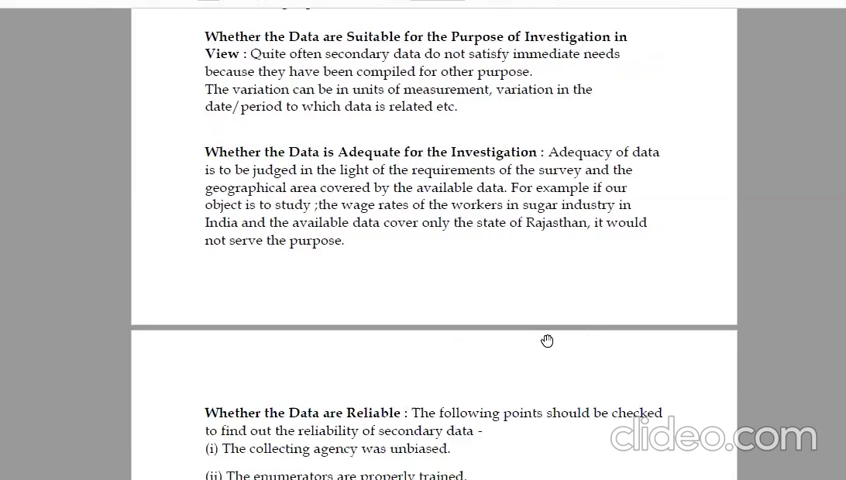 Whether the Data are Suitable for the Purpose of Investigation in
View : Quite often secondary data do not satisfy immediate needs
because they have been compiled for other purpose.
The variation can be in units of measurement, variation in the
date/period to which data is related etc.
Whether the Data is Adequate for the Investigation : Adequacy of data
is to be judged in the light of the requirements of the survey and the
geographical area covered by the available data. For example if our
object is to study ;the wage rates of the workers in sugar industry in
India and the available data cover only the state of Rajasthan, it would
not serve the purpose.
Whether the Data are Reliable : The following points should be checked
to find out the reliability of secondary data -
(i) The collecting agency was unbiased.
(ii) The enumerators are properly trained.
clideo.com